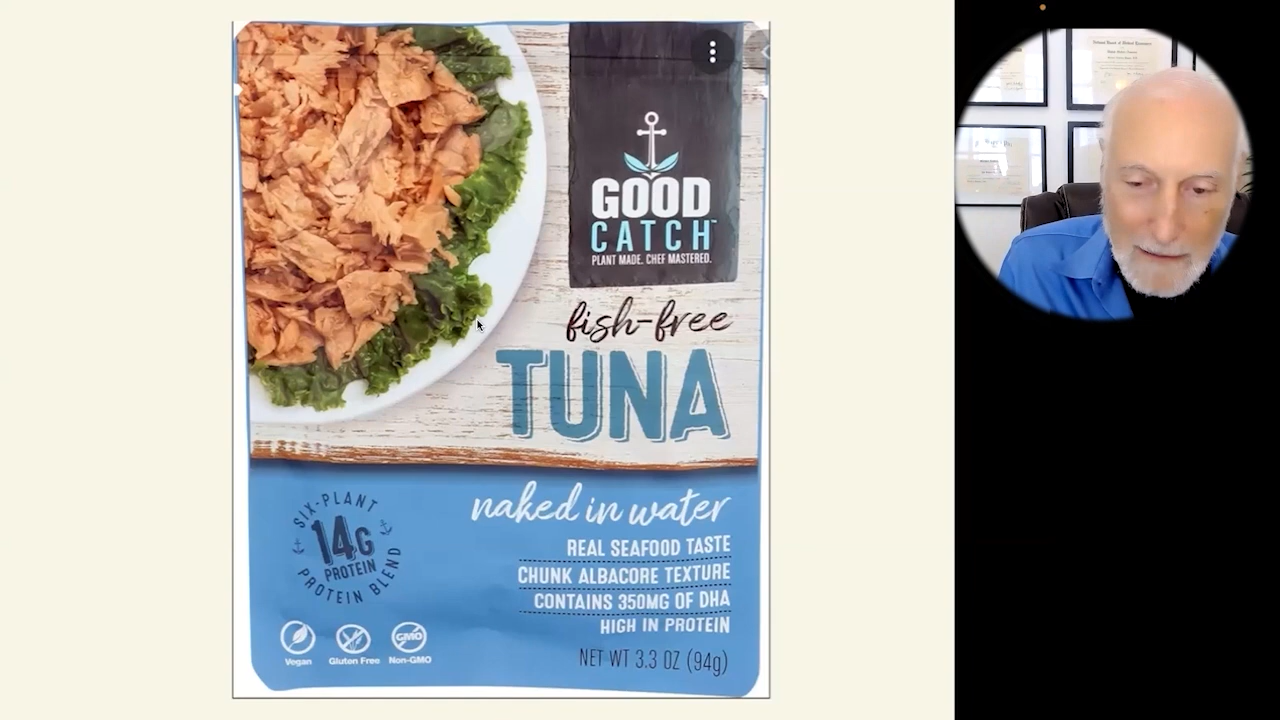 GOOD
CATCH™
PLANT MADE. CHEF MASTERED.
fish-free
TUNA
naked in water
REAL SEAFOOD TASTE
CHUNK ALBACORE TEXTURE
CONTAINS 350MG OF DHA
HIGH IN PROTEIN
NET WT 3.3 OZ (94g)
SIX-PLANT
14G
PROTEIN
PROTEIN BLEND
Vegan
Gluten Free
GMO
Non-GMO